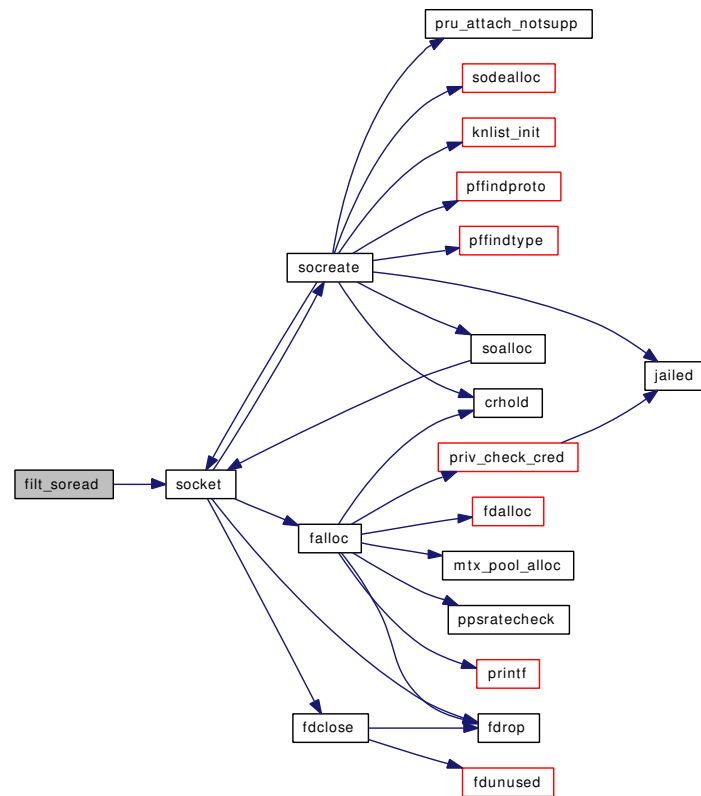 pru_attach_notsupp
sodealloc
knlist_init
pffindproto
pffindtype
socreate
soalloc
jailed
crhold
priv_check_cred
filt_soread
socket
fdalloc
falloc
mtx_pool_alloc
ppsratecheck
printf
fdclose
fdrop
fdunused